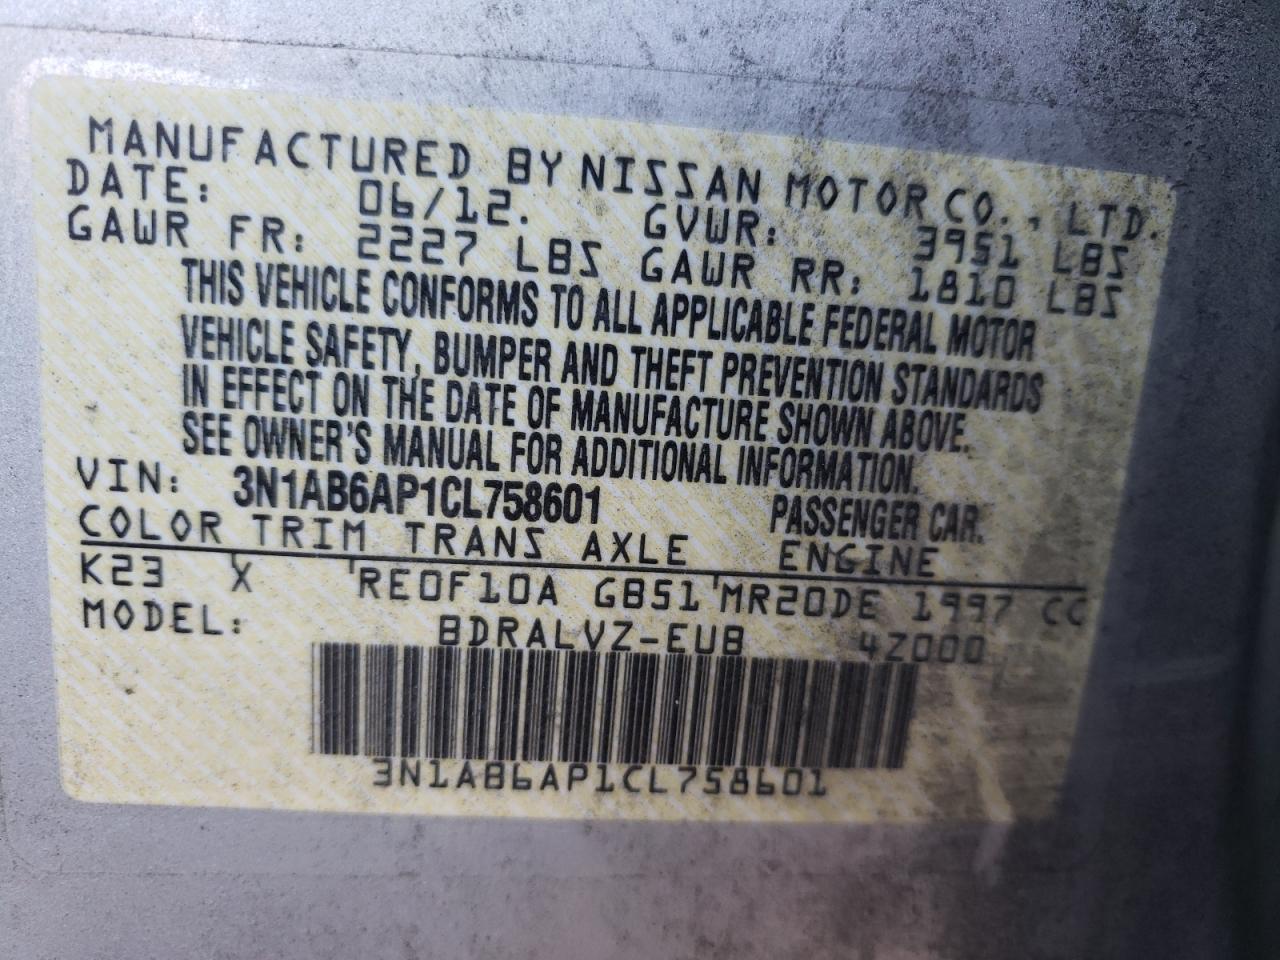 MANUFACTURED BY NISSAN MOTOR CO., LTD.
DATE: 06/12. GVWR: 3951 LBS
GAWR FR: 2227 LBS GAWR RR: 1810 LBS
THIS VEHICLE CONFORMS TO ALL APPLICABLE FEDERAL MOTOR
VEHICLE SAFETY, BUMPER AND THEFT PREVENTION STANDARDS
IN EFFECT ON THE DATE OF MANUFACTURE SHOWN ABOVE.
SEE OWNER'S MANUAL FOR ADDITIONAL INFORMATION.
VIN: 3N1AB6AP1CL758601 PASSENGER CAR.
COLOR TRIM TRANS AXLE ENGINE
K23 X RE0F10A GB51 MR20DE 1997 CC
MODEL: BDRALVZ-EUB 4Z000
3N1AB6AP1CL758601